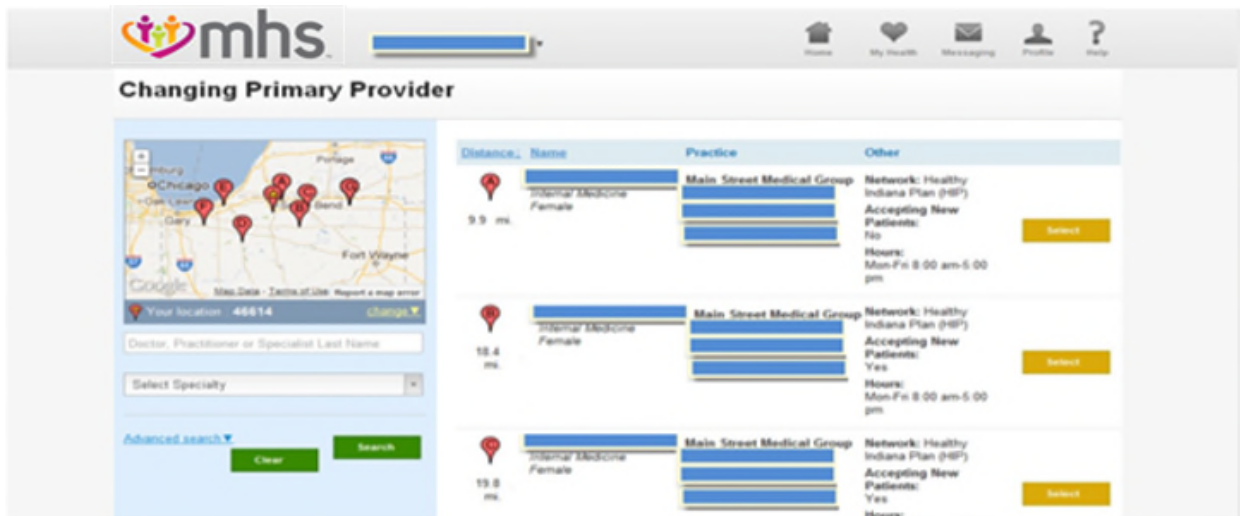 mhs
Home
My Health
Messaging
Profile
Help
Changing Primary Provider
Portage
Chicago
Oak Lawn
Gary
Bend
Fort Wayne
Google
Map Data - Terms of Use Report a map error
Your location 46614
change
Doctor, Practitioner or Specialist Last Name
Select Specialty
Advanced search
Clear
Search
Distance: Name Practice Other
A
9.9 mi.
Internal Medicine
Female
Main Street Medical Group
Network: Healthy
Indiana Plan (HIP)
Accepting New
Patients:
No
Hours:
Mon-Fri 8:00 am-5:00
pm
Select
18.4
mi.
Internal Medicine
Female
Main Street Medical Group
Network: Healthy
Indiana Plan (HIP)
Accepting New
Patients:
Yes
Hours:
Mon-Fri 8:00 am-5:00
pm
Select
19.8
mi.
Internal Medicine
Female
Main Street Medical Group
Network: Healthy
Indiana Plan (HIP)
Accepting New
Patients:
Yes
Hours:
Select